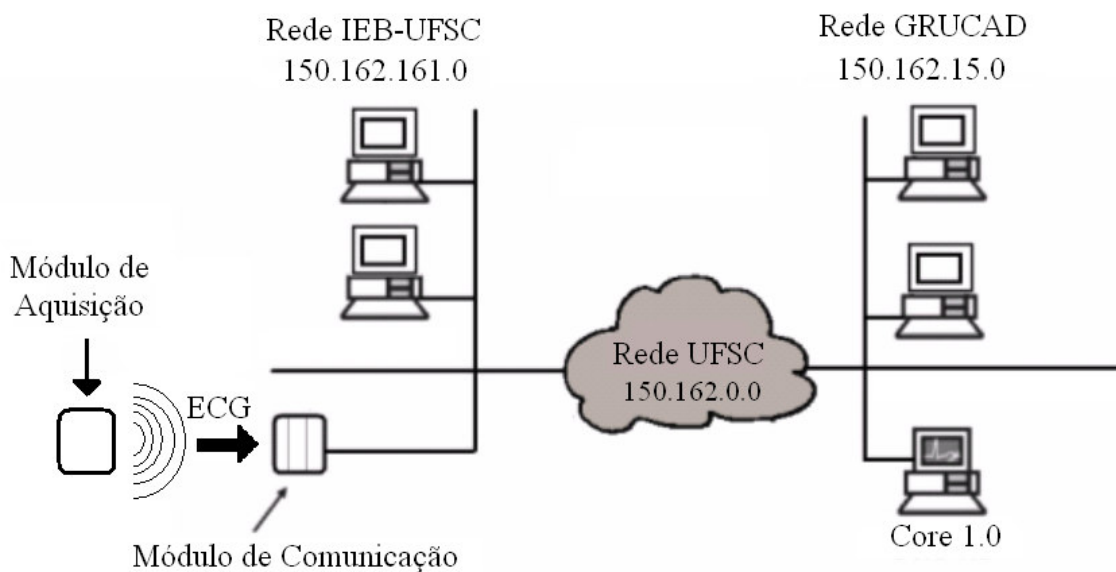 Rede IEB-UFSC
150.162.161.0
Rede GRUCAD
150.162.15.0
Módulo de
Aquisição
ECG
Rede UFSC
150.162.0.0
Módulo de Comunicação
Core 1.0